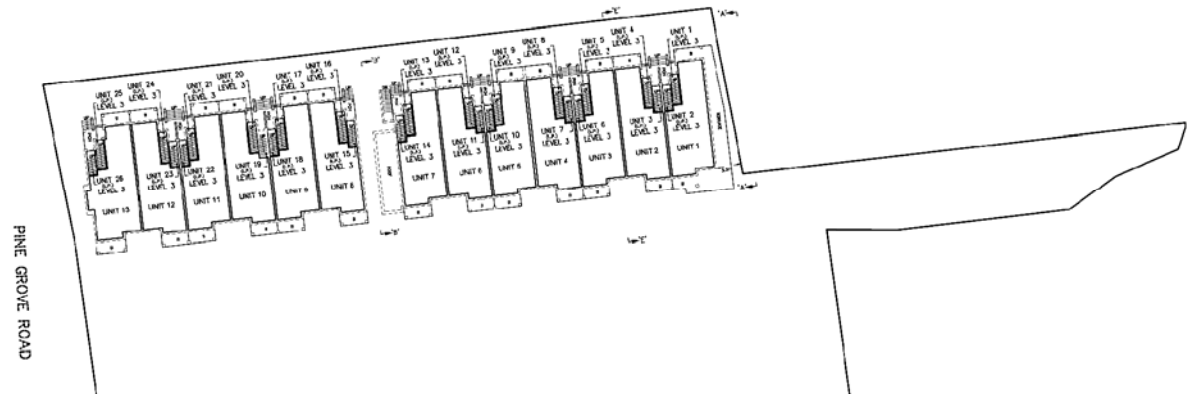 "E"
"A"
UNIT 1
LEVEL 3
UNIT 4
LEVEL 3
UNIT 5
LEVEL 3
UNIT 8
LEVEL 3
UNIT 9
LEVEL 3
UNIT 12
LEVEL 3
UNIT 13
LEVEL 3
UNIT 16
LEVEL 3
UNIT 17
LEVEL 3
UNIT 20
LEVEL 3
UNIT 21
LEVEL 3
UNIT 24
LEVEL 3
UNIT 25
LEVEL 3
UNIT 26
LEVEL 3
UNIT 13
UNIT 23
LEVEL 3
UNIT 12
UNIT 22
LEVEL 3
UNIT 11
UNIT 19
LEVEL 3
UNIT 10
UNIT 18
LEVEL 3
UNIT 9
UNIT 15
LEVEL 3
UNIT 8
UNIT 14
LEVEL 3
UNIT 7
UNIT 11
LEVEL 3
UNIT 6
UNIT 10
LEVEL 3
UNIT 5
UNIT 7
LEVEL 3
UNIT 4
UNIT 6
LEVEL 3
UNIT 3
UNIT 3
LEVEL 3
UNIT 2
UNIT 2
LEVEL 3
UNIT 1
"A"
"B"
"E"
PINE GROVE ROAD